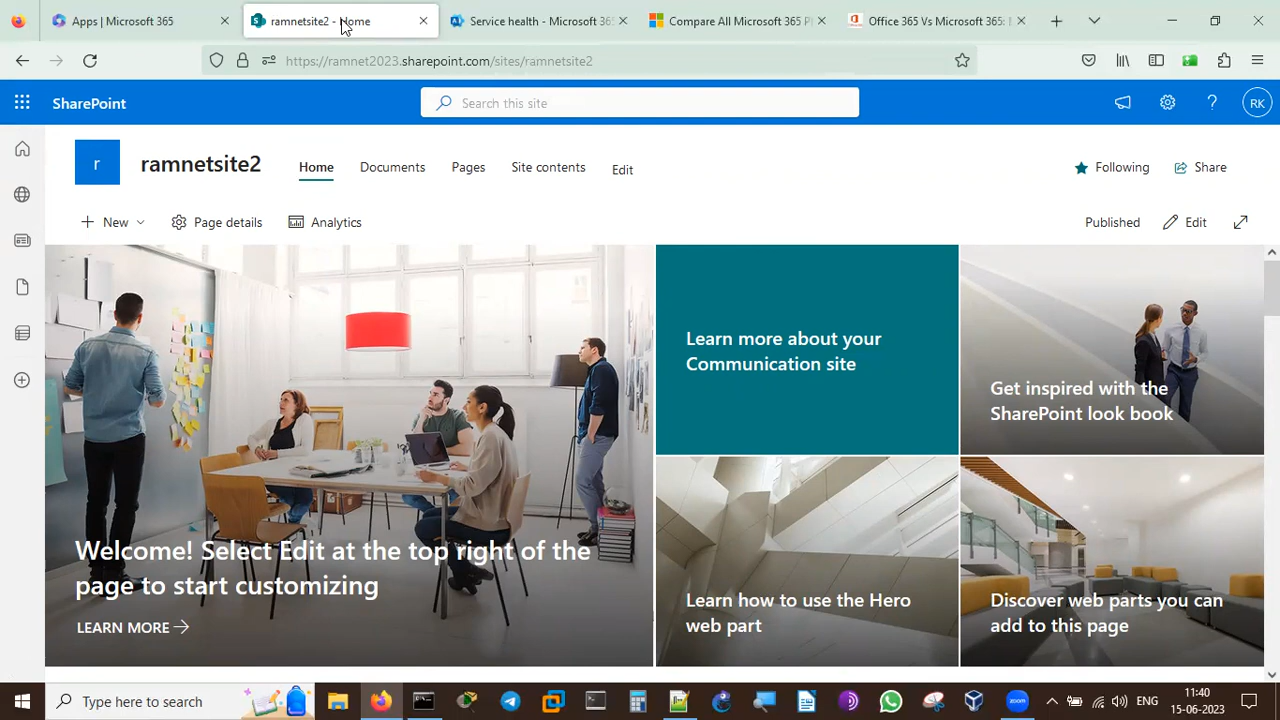 Apps | Microsoft 365
ramnetsite2 - Home
Service health - Microsoft 365
Compare All Microsoft 365 Pl
Office 365 Vs Microsoft 365:
https://ramnet2023.sharepoint.com/sites/ramnetsite2
SharePoint
Search this site
RK
r
ramnetsite2
Home
Documents
Pages
Site contents
Edit
Following
Share
New
Page details
Analytics
Published
Edit
Learn more about your
Communication site
Get inspired with the
SharePoint look book
Welcome! Select Edit at the top right of the
page to start customizing
LEARN MORE
Learn how to use the Hero
web part
Discover web parts you can
add to this page
Type here to search
ENG
11:40
15-06-2023